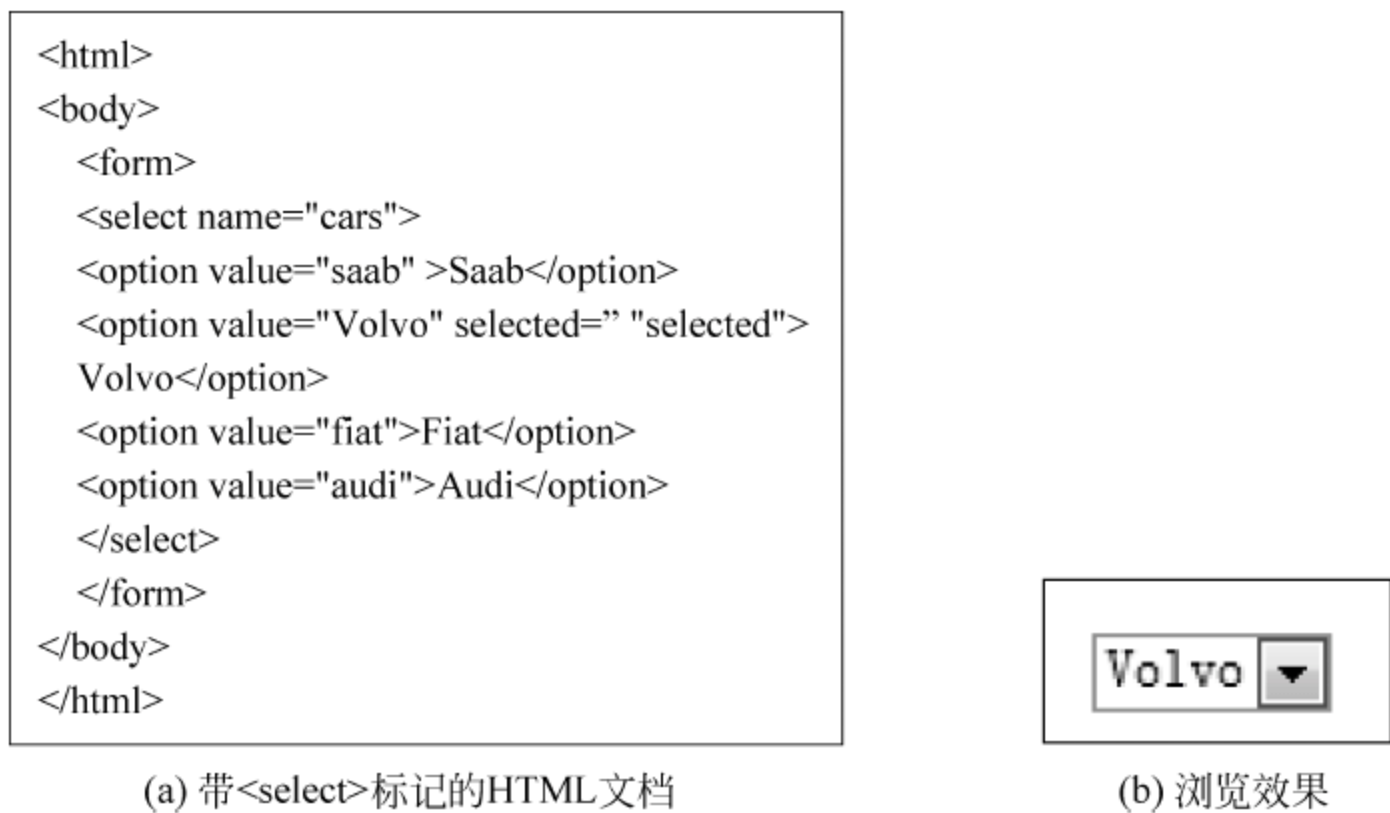 <html>
<body>
<form>
<select name="cars">
<option value="saab" >Saab</option>
<option value="Volvo" selected=” "selected">
Volvo</option>
<option value="fiat">Fiat</option>
<option value="audi">Audi</option>
</select>
</form>
</body>
</html>
Volvo
(a) 带<select>标记的HTML文档
(b) 浏览效果